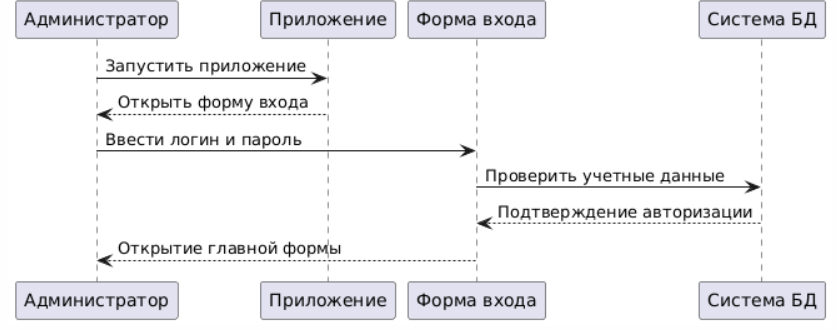 Администратор Приложение Форма входа Система БД
Запустить приложение
Открыть форму входа
Ввести логин и пароль
Проверить учетные данные
Подтверждение авторизации
Открытие главной формы
Администратор Приложение Форма входа Система БД